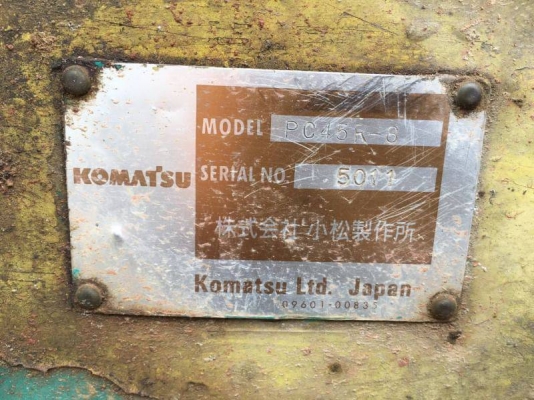 MODEL PC45R-8
KOMATSU
SERIAL NO. 5011
株式会社 小松製作所
Komatsu Ltd. Japan
09601-00835